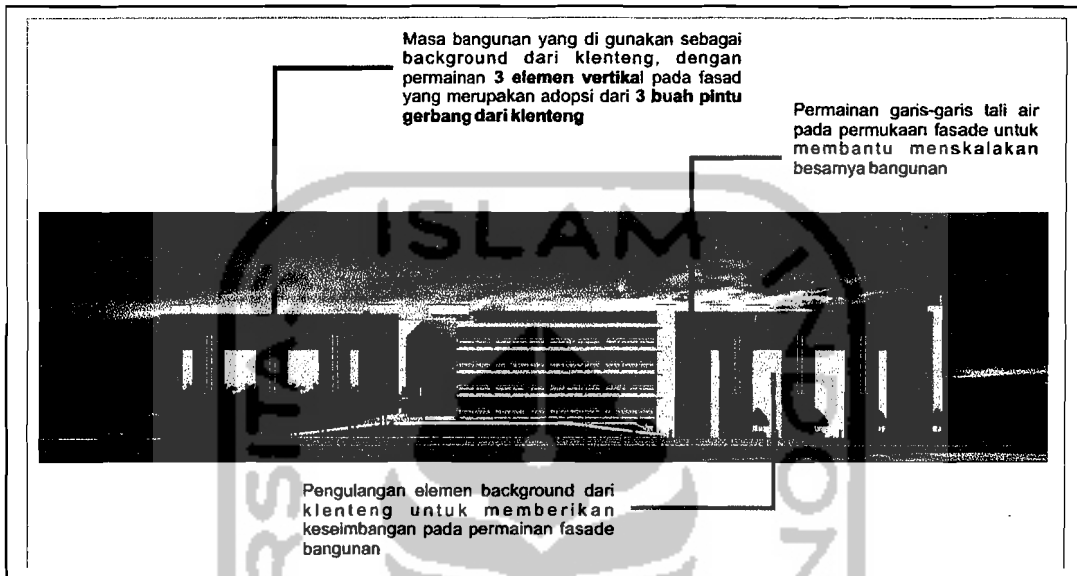 Masa bangunan yang di gunakan sebagai
background dari klenteng, dengan
permainan 3 elemen vertikal pada fasad
yang merupakan adopsi dari 3 buah pintu
gerbang dari klenteng
Permainan garis-garis tali air
pada permukaan fasade untuk
membantu menskalakan
besarnya bangunan
ISLAM
INDON
RSITAS
Pengulangan elemen background dari
klenteng untuk memberikan
keseimbangan pada permainan fasade
bangunan